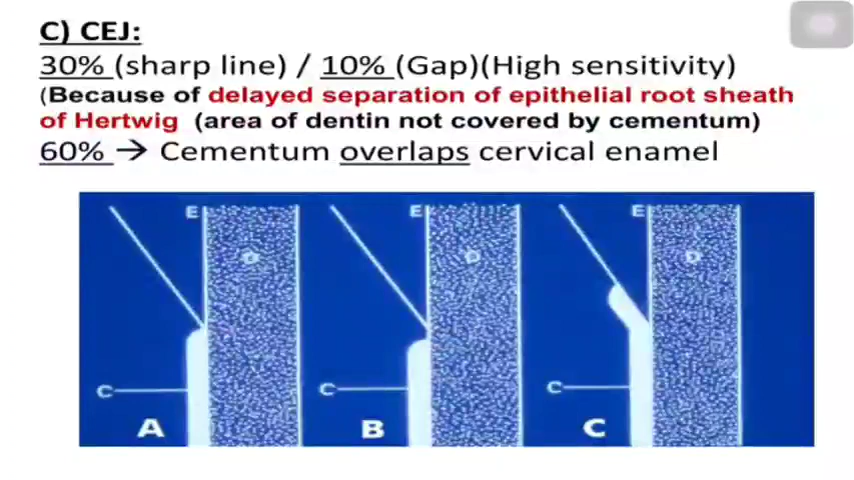 C) CEJ:
30% (sharp line) / 10% (Gap)(High sensitivity)
(Because of delayed separation of epithelial root sheath
of Hertwig (area of dentin not covered by cementum)
60% → Cementum overlaps cervical enamel
E E E
D D D
C C C
A B C